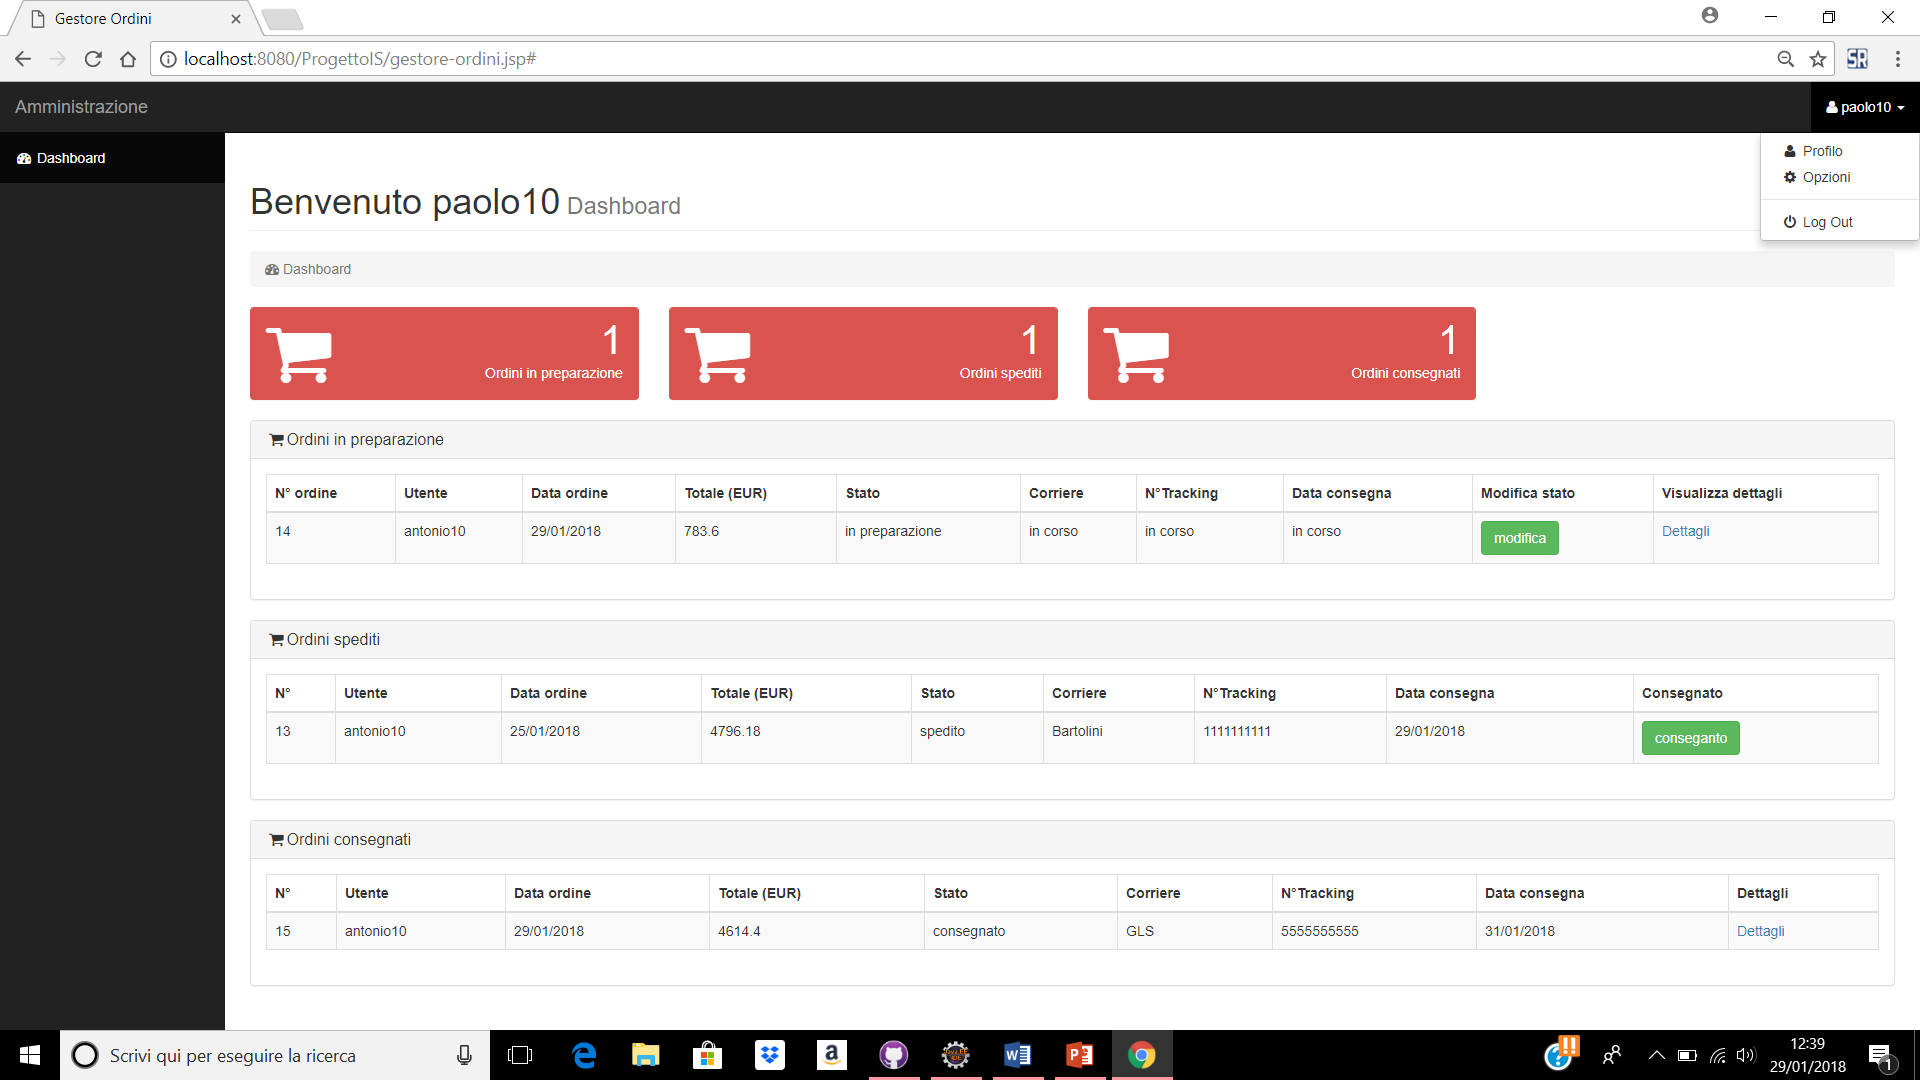 Gestore Ordini
localhost:8080/ProgettoIS/gestore-ordini.jsp#
SR
Amministrazione
paolo10
Dashboard
Profilo
Opzioni
Log Out
Benvenuto paolo10 Dashboard
Dashboard
1
Ordini in preparazione
1
Ordini spediti
1
Ordini consegnati
Ordini in preparazione
N° ordine Utente Data ordine Totale (EUR) Stato Corriere N°Tracking Data consegna Modifica stato Visualizza dettagli
14 antonio10 29/01/2018 783.6 in preparazione in corso in corso in corso modifica Dettagli
Ordini spediti
N° Utente Data ordine Totale (EUR) Stato Corriere N°Tracking Data consegna Consegnato
13 antonio10 25/01/2018 4796.18 spedito Bartolini 1111111111 29/01/2018 conseganto
Ordini consegnati
N° Utente Data ordine Totale (EUR) Stato Corriere N°Tracking Data consegna Dettagli
15 antonio10 29/01/2018 4614.4 consegnato GLS 5555555555 31/01/2018 Dettagli
Scrivi qui per eseguire la ricerca
12:39
29/01/2018
1